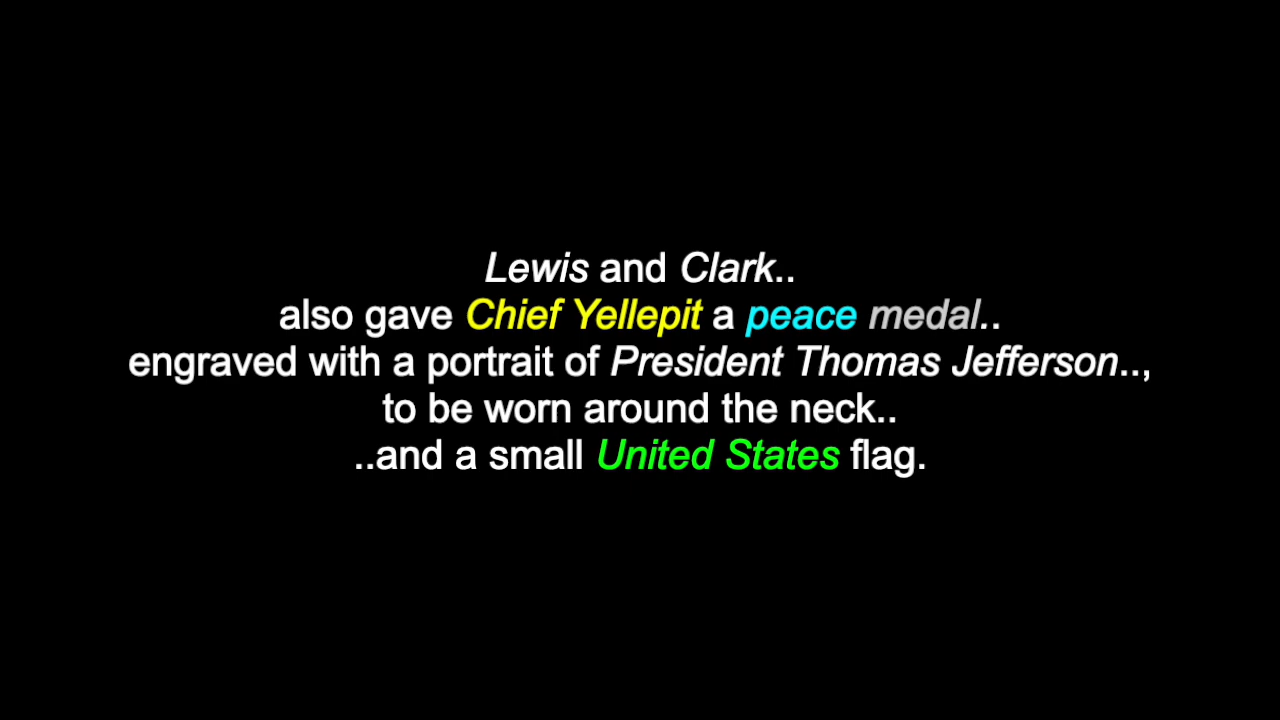 Lewis and Clark..
also gave Chief Yellepit a peace medal..
engraved with a portrait of President Thomas Jefferson..,
to be worn around the neck..
..and a small United States flag.